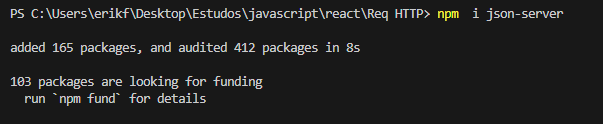 PS C:\Users\erikf\Desktop\Estudos\javascript\react\Req HTTP> npm  i json-server
added 165 packages, and audited 412 packages in 8s
103 packages are looking for funding
  run `npm fund` for details